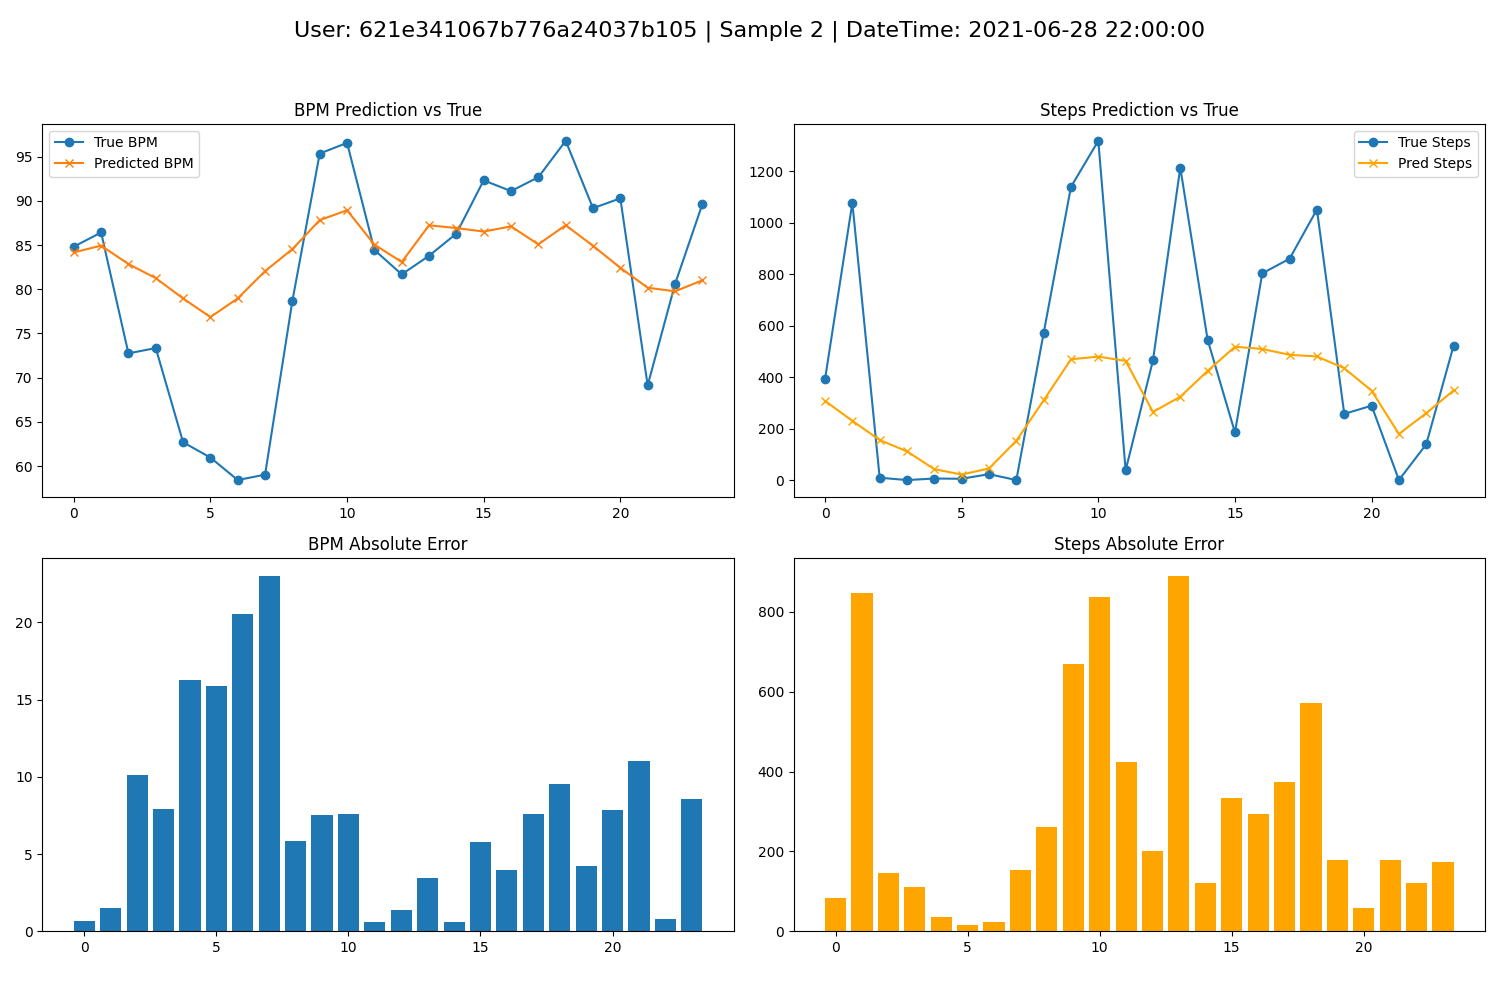 User: 621e341067b776a24037b105 | Sample 2 | DateTime: 2021-06-28 22:00:00
BPM Prediction vs True
True BPM
Predicted BPM
95
90
85
80
75
70
65
60
0 5 10 15 20
Steps Prediction vs True
True Steps
Pred Steps
1200
1000
800
600
400
200
0
0 5 10 15 20
BPM Absolute Error
20
15
10
5
0
0 5 10 15 20
Steps Absolute Error
800
600
400
200
0
0 5 10 15 20